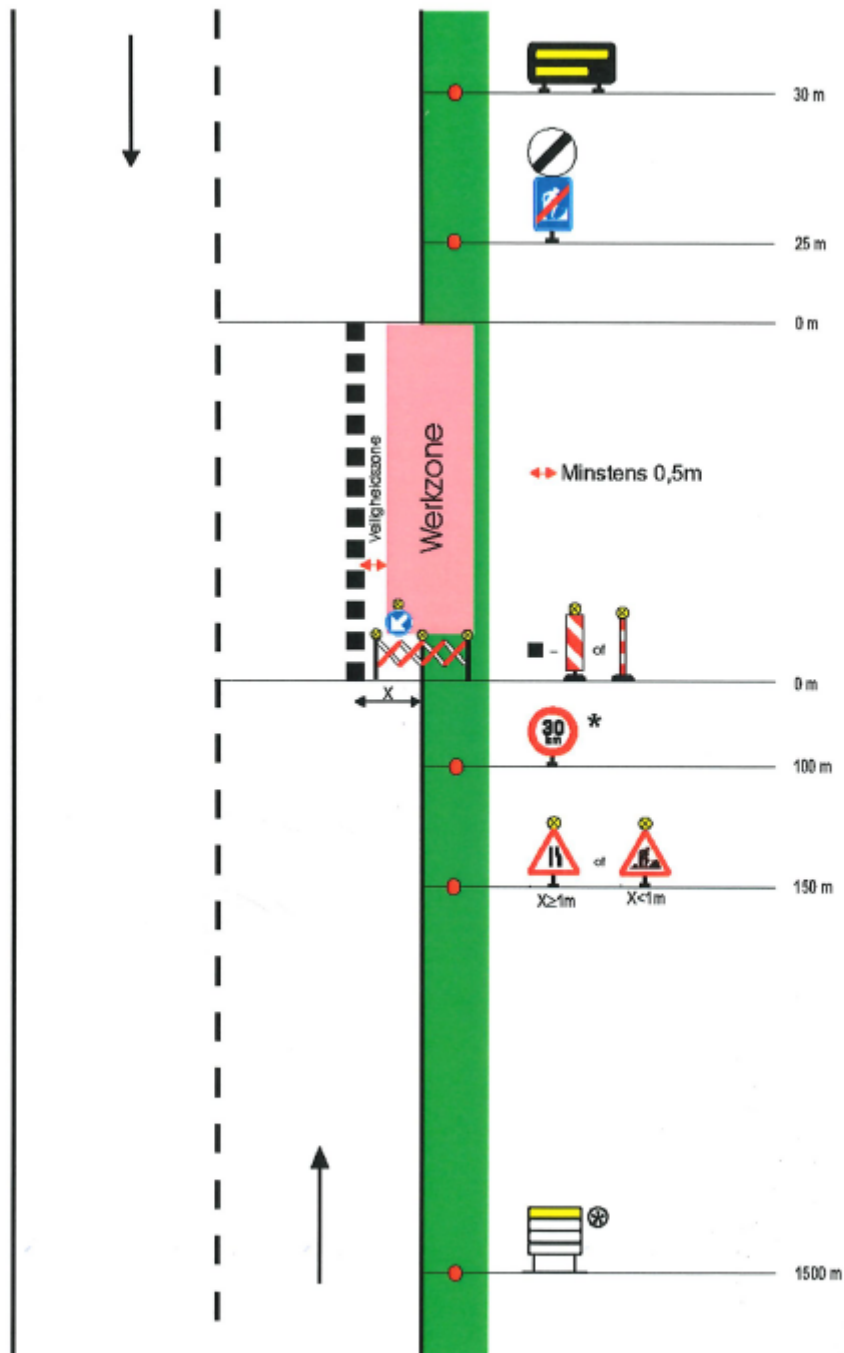 30 m
25 m
0 m
Veiligheidszone
Werkzone
Minstens 0,5m
- of
0 m
X
30
km
*
100 m
of
150 m
X≥1m
X<1m
1500 m